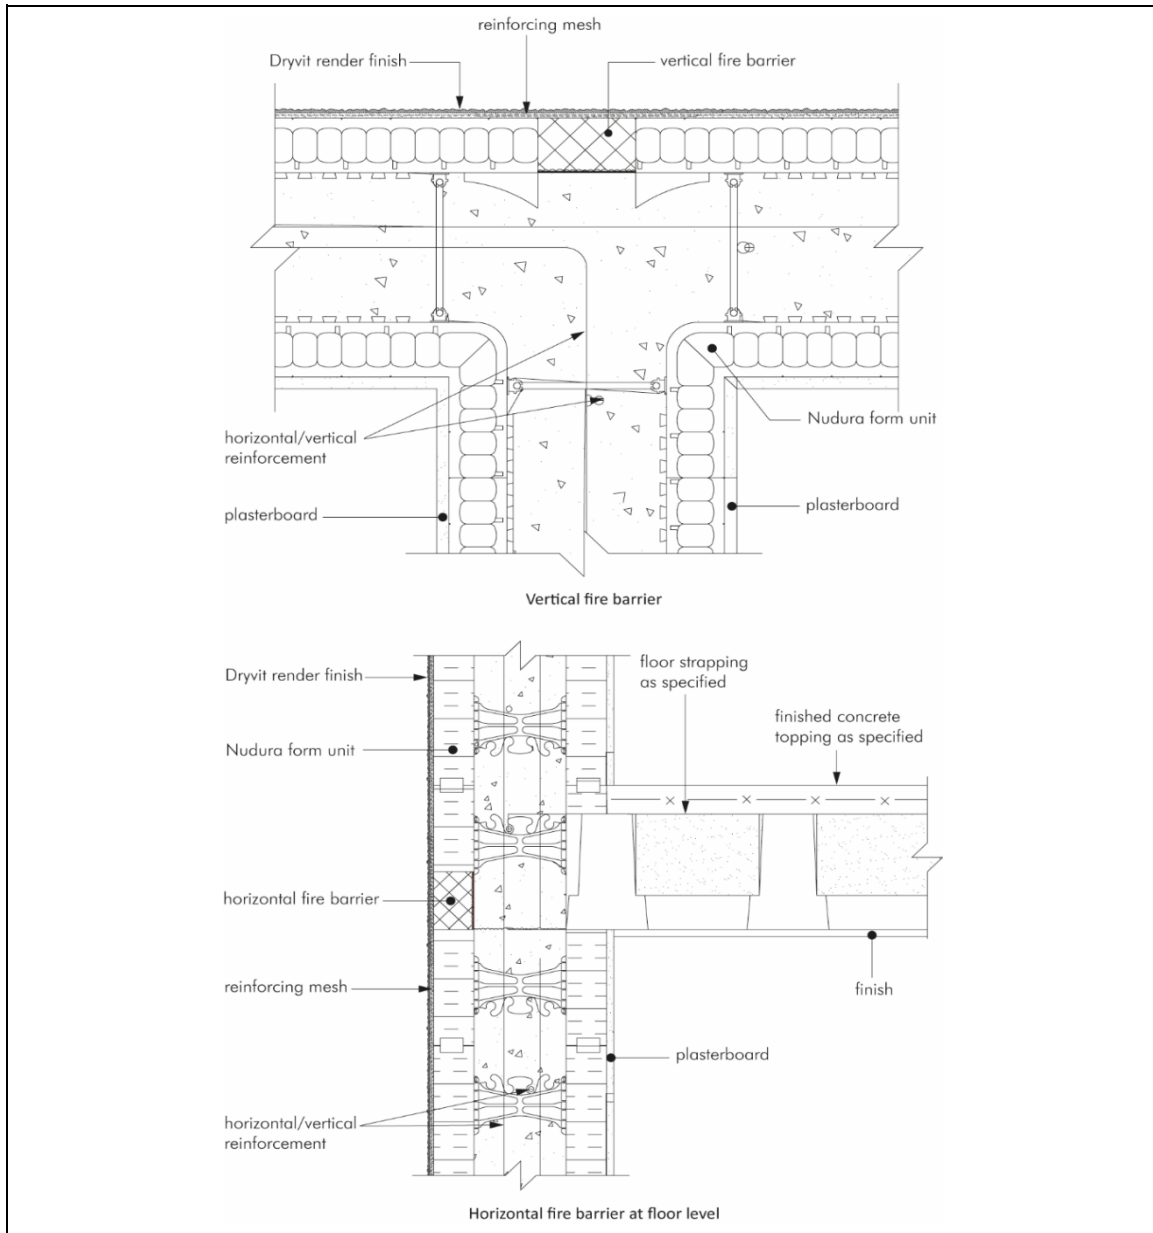 reinforcing mesh
Dryvit render finish
vertical fire barrier
Nudura form unit
horizontal/vertical
reinforcement
plasterboard
plasterboard
Vertical fire barrier
Dryvit render finish
floor strapping
as specified
finished concrete
topping as specified
Nudura form unit
horizontal fire barrier
reinforcing mesh
finish
plasterboard
horizontal/vertical
reinforcement
Horizontal fire barrier at floor level